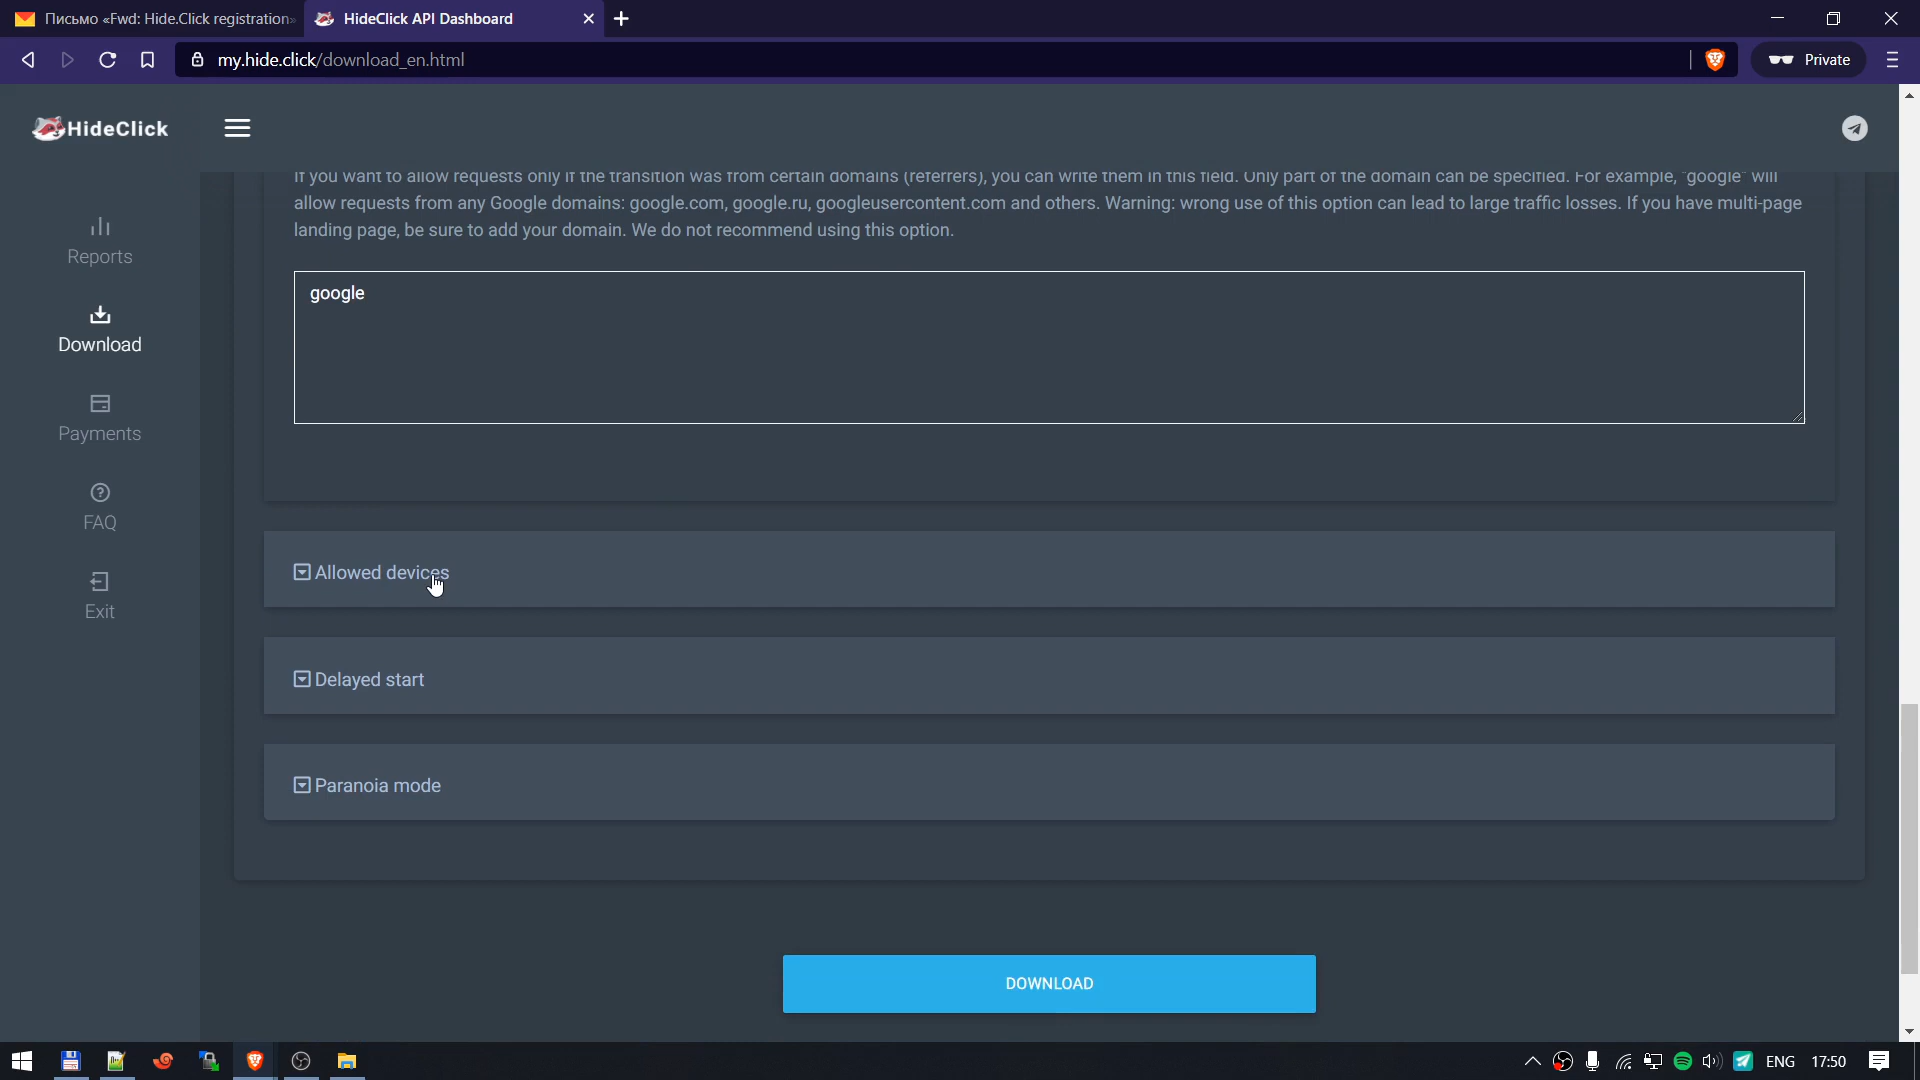 Письмо «Fwd: Hide.Click registration»
HideClick API Dashboard
my.hide.click/download_en.html
Private
HideClick
If you want to allow requests only if the transition was from certain domains (referrers), you can write them in this field. Only part of the domain can be specified. For example, "google" will
allow requests from any Google domains: google.com, google.ru, googleusercontent.com and others. Warning: wrong use of this option can lead to large traffic losses. If you have multi-page
landing page, be sure to add your domain. We do not recommend using this option.
google
Reports
Download
Payments
FAQ
Exit
Allowed devices
Delayed start
Paranoia mode
DOWNLOAD
ENG
17:50